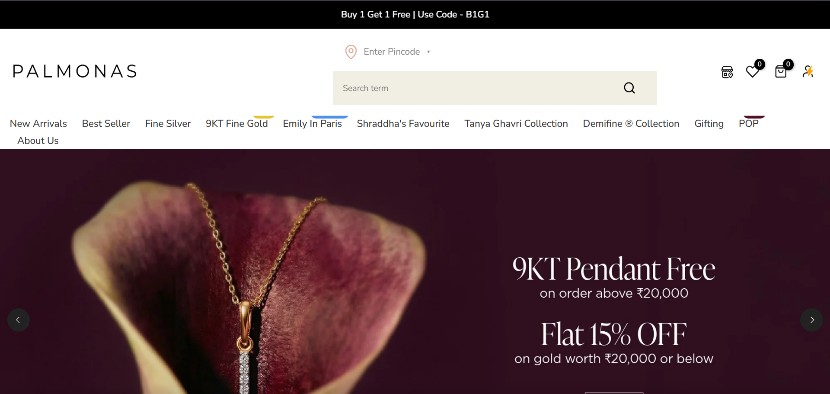 Buy 1 Get 1 Free | Use Code - B1G1
PALMONAS
Enter Pincode
Search term
0
0
New Arrivals Best Seller Fine Silver 9KT Fine Gold Emily In Paris Shraddha's Favourite Tanya Ghavri Collection Demifine ® Collection Gifting POP
About Us
9KT Pendant Free
on order above ₹20,000
Flat 15% OFF
on gold worth ₹20,000 or below